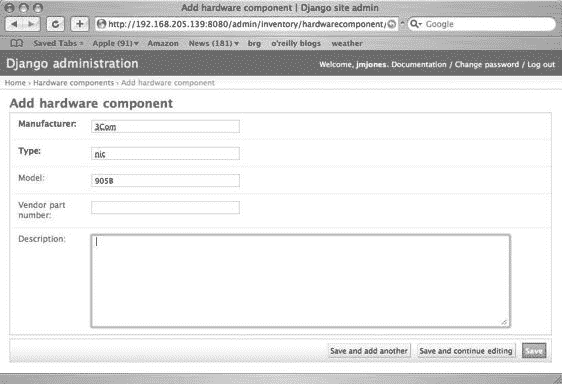 Add hardware component | Django site admin
http://192.168.205.139:8080/admin/inventory/hardwarecomponent/
Google
Saved Tabs Apple (91) Amazon News (181) brg o'reilly blogs weather
Django administration
Welcome, jmjones. Documentation / Change password / Log out
Home › Hardware components › Add hardware component
Add hardware component
Manufacturer: 3Com
Type: nic
Model: 905B
Vendor part
number:
Description:
Save and add another Save and continue editing Save